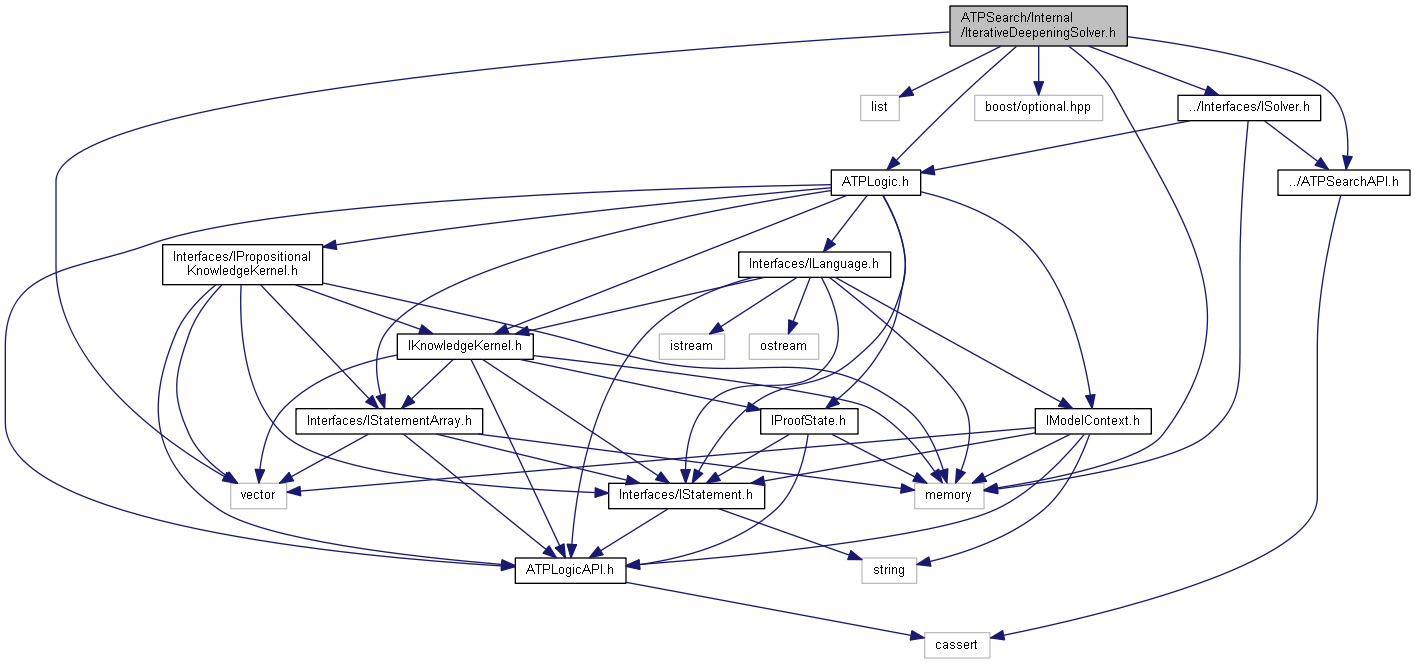 ATPSearch/Internal
/IterativeDeepeningSolver.h
list
boost/optional.hpp
../Interfaces/ISolver.h
ATPLogic.h
../ATPSearchAPI.h
Interfaces/IPropositional
KnowledgeKernel.h
Interfaces/ILanguage.h
IKnowledgeKernel.h
istream
ostream
Interfaces/IStatementArray.h
IProofState.h
IModelContext.h
vector
Interfaces/IStatement.h
memory
ATPLogicAPI.h
string
cassert